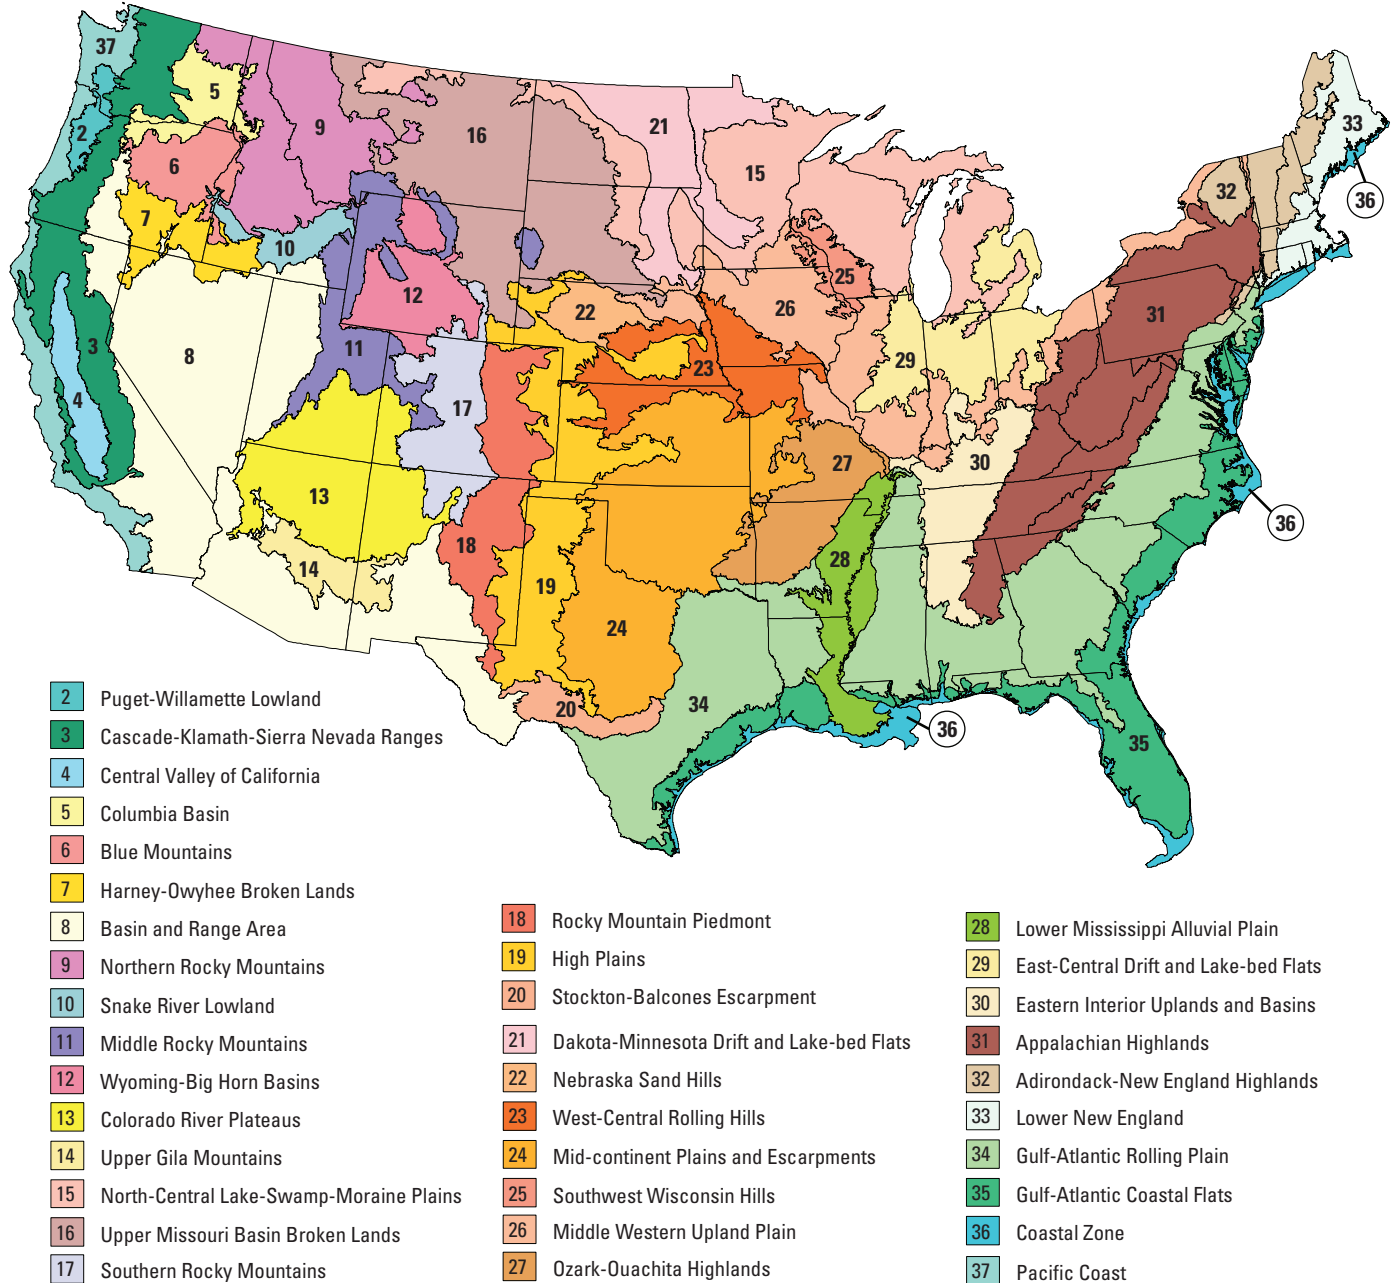 37
5
2
9
16
21
6
15
33
32
36
7
10
25
12
22
26
31
3
8
11
29
23
4
17
27
30
13
18
36
14
19
28
24
20
34
36
35
2 Puget-Willamette Lowland
3 Cascade-Klamath-Sierra Nevada Ranges
4 Central Valley of California
5 Columbia Basin
6 Blue Mountains
7 Harney-Owyhee Broken Lands
8 Basin and Range Area
9 Northern Rocky Mountains
10 Snake River Lowland
11 Middle Rocky Mountains
12 Wyoming-Big Horn Basins
13 Colorado River Plateaus
14 Upper Gila Mountains
15 North-Central Lake-Swamp-Moraine Plains
16 Upper Missouri Basin Broken Lands
17 Southern Rocky Mountains
18 Rocky Mountain Piedmont
19 High Plains
20 Stockton-Balcones Escarpment
21 Dakota-Minnesota Drift and Lake-bed Flats
22 Nebraska Sand Hills
23 West-Central Rolling Hills
24 Mid-continent Plains and Escarpments
25 Southwest Wisconsin Hills
26 Middle Western Upland Plain
27 Ozark-Ouachita Highlands
28 Lower Mississippi Alluvial Plain
29 East-Central Drift and Lake-bed Flats
30 Eastern Interior Uplands and Basins
31 Appalachian Highlands
32 Adirondack-New England Highlands
33 Lower New England
34 Gulf-Atlantic Rolling Plain
35 Gulf-Atlantic Coastal Flats
36 Coastal Zone
37 Pacific Coast